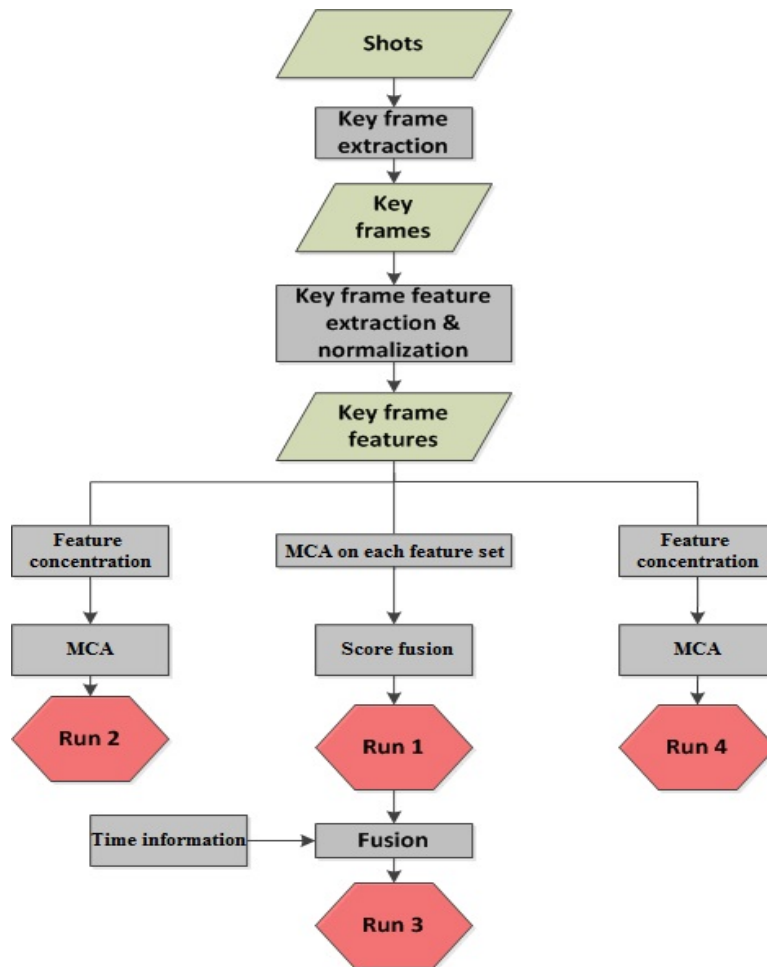 Shots
Key frame
extraction
Key
frames
Key frame feature
extraction &
normalization
Key frame
features
Feature
concentration
MCA on each feature set
Feature
concentration
MCA
Score fusion
MCA
Run 2
Run 1
Run 4
Time information
Fusion
Run 3